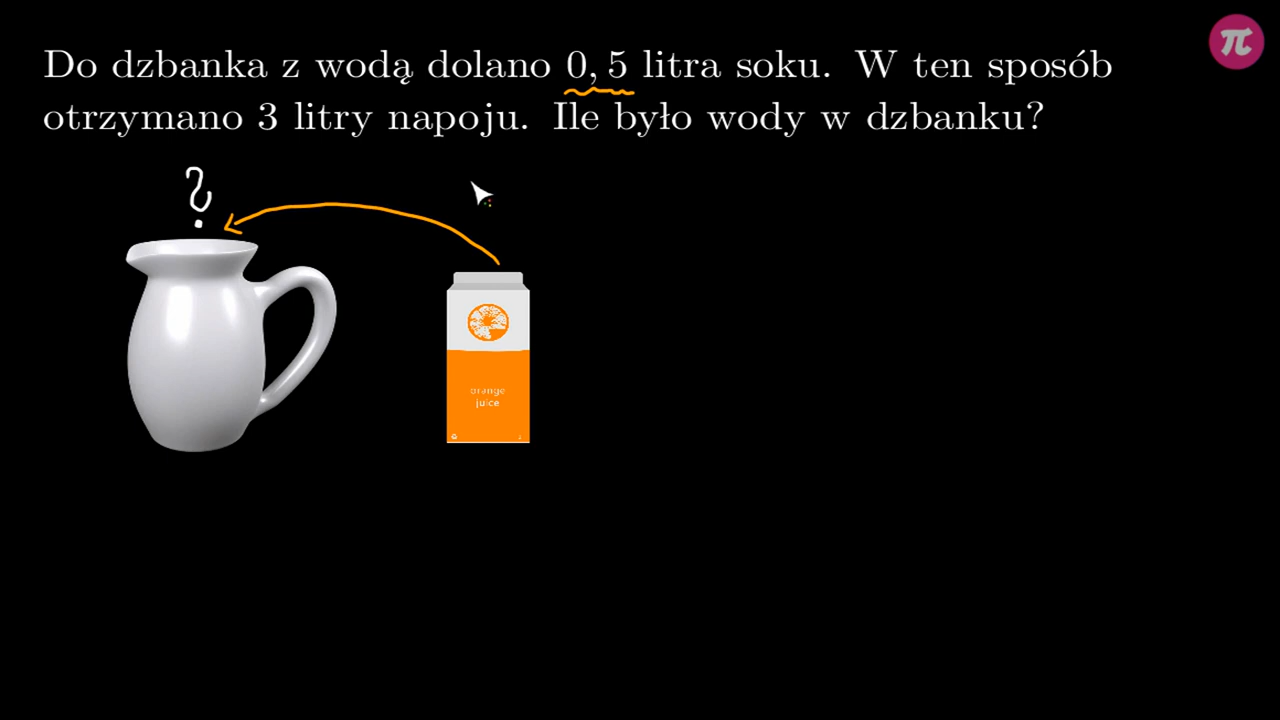 Do dzbanka z wodą dolano 0,5 litra soku. W ten sposób
otrzymano 3 litry napoju. Ile było wody w dzbanku?
?
orange
juice
π